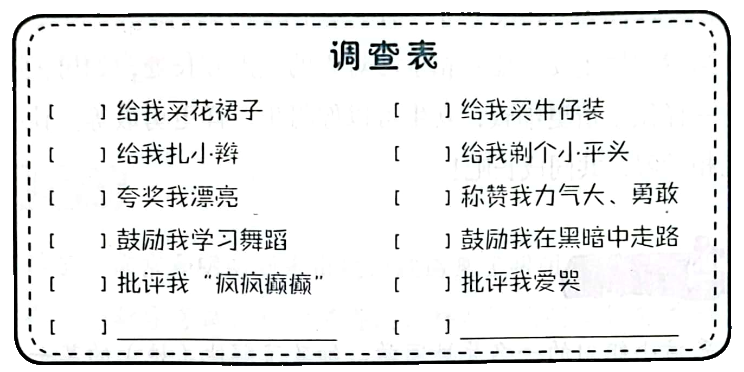 调查表
[ ] 给我买花裙子 [ ] 给我买牛仔装
[ ] 给我扎小辫 [ ] 给我剃个小平头
[ ] 夸奖我漂亮 [ ] 称赞我力气大、勇敢
[ ] 鼓励我学习舞蹈 [ ] 鼓励我在黑暗中走路
[ ] 批评我“疯疯癫癫” [ ] 批评我爱哭
[ ] ________________ [ ] ________________